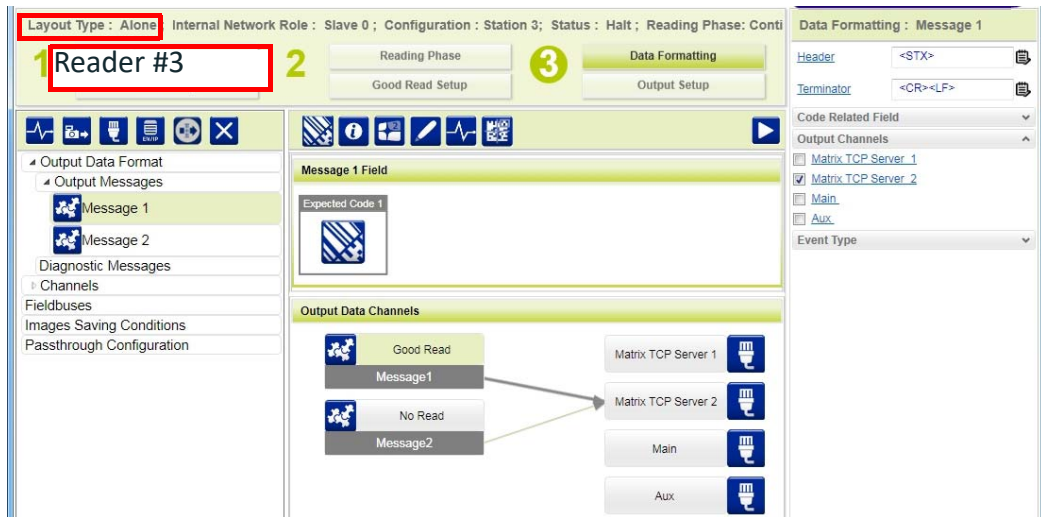 Layout Type : Alone Internal Network Role : Slave 0 ; Configuration : Station 3; Status : Halt ; Reading Phase: Conti
1
Reader #3
2
Reading Phase
Good Read Setup
3
Data Formatting
Output Setup
EN/IP
Output Data Format
Output Messages
Message 1
Message 2
Diagnostic Messages
Channels
Fieldbuses
Images Saving Conditions
Passthrough Configuration
Message 1 Field
Expected Code 1
Output Data Channels
Good Read
Message1
No Read
Message2
Matrix TCP Server 1
Matrix TCP Server 2
Main
Aux
Data Formatting : Message 1
Header <STX>
Terminator <CR><LF>
Code Related Field
Output Channels
Matrix TCP Server 1
Matrix TCP Server 2
Main
Aux
Event Type